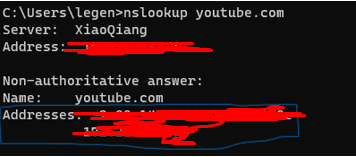 C:\Users\legen>nslookup youtube.com
Server: XiaoQiang
Address:
Non-authoritative answer:
Name: youtube.com
Addresses: